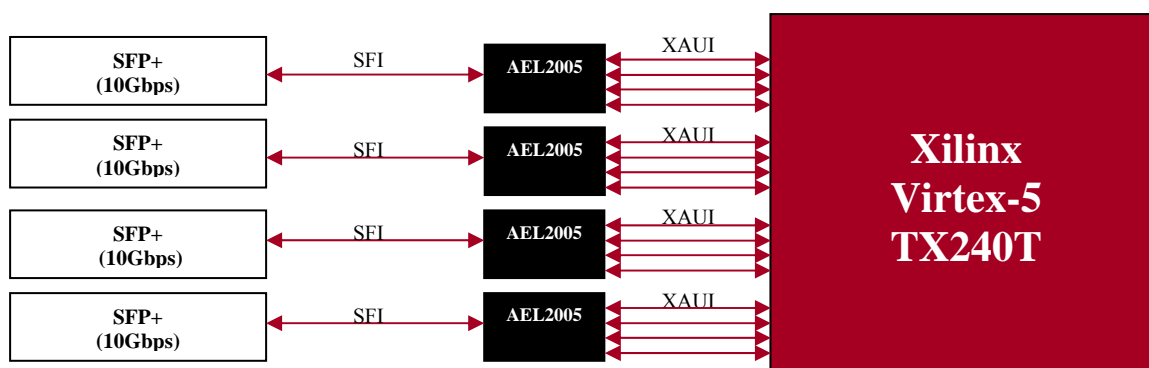 SFP+
(10Gbps)
SFI
AEL2005
XAUI
SFP+
(10Gbps)
SFI
AEL2005
XAUI
SFP+
(10Gbps)
SFI
AEL2005
XAUI
SFP+
(10Gbps)
SFI
AEL2005
XAUI
Xilinx
Virtex-5
TX240T